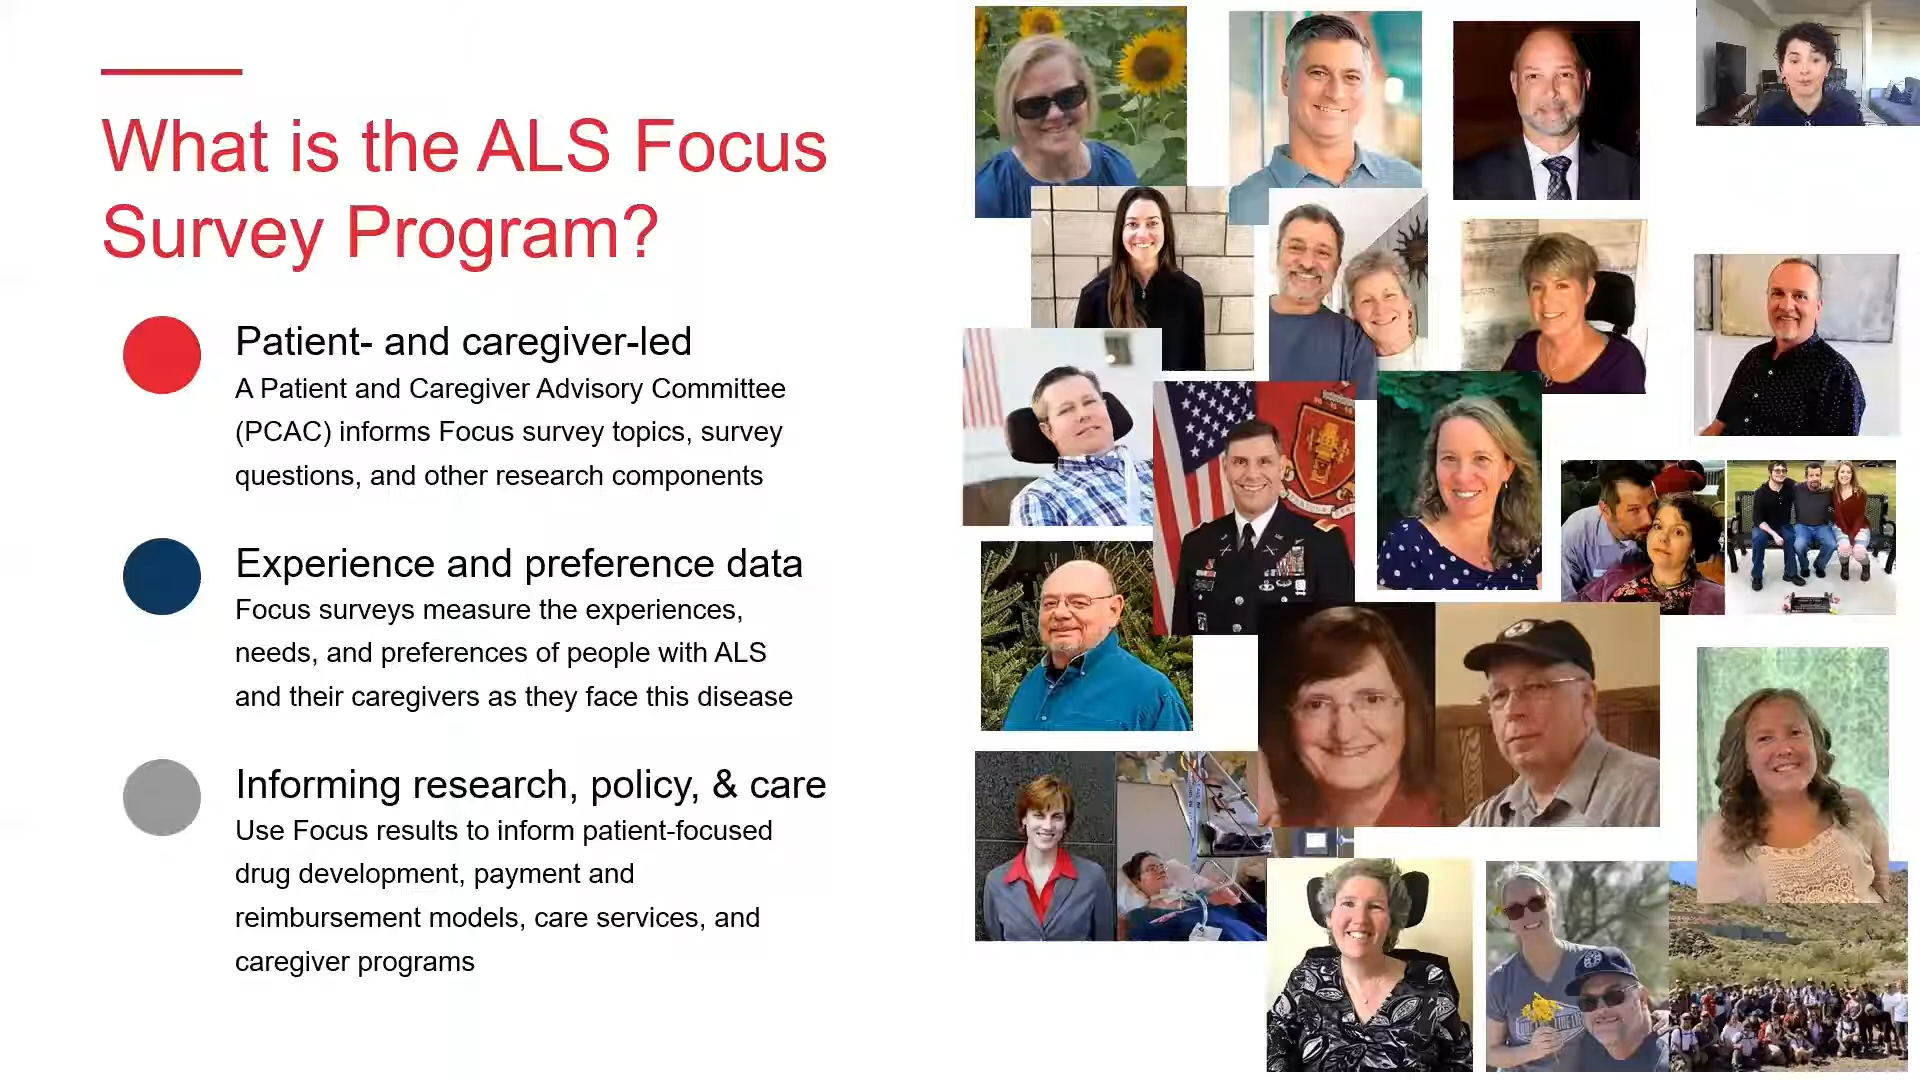 What is the ALS Focus
Survey Program?
Patient- and caregiver-led
A Patient and Caregiver Advisory Committee
(PCAC) informs Focus survey topics, survey
questions, and other research components
Experience and preference data
Focus surveys measure the experiences,
needs, and preferences of people with ALS
and their caregivers as they face this disease
Informing research, policy, & care
Use Focus results to inform patient-focused
drug development, payment and
reimbursement models, care services, and
caregiver programs